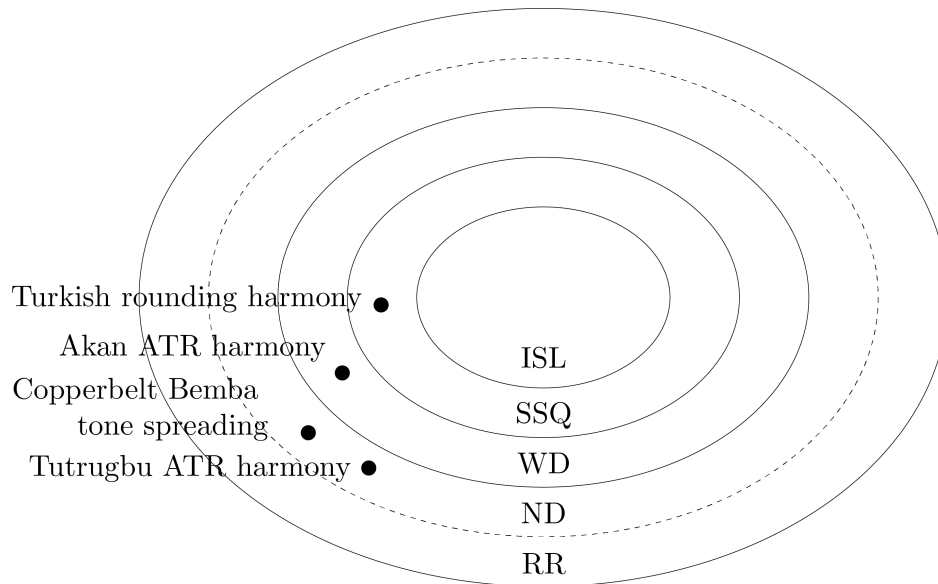 Turkish rounding harmony
Akan ATR harmony
ISL
Copperbelt Bemba
SSQ
tone spreading
WD
Tutrugbu ATR harmony
ND
RR